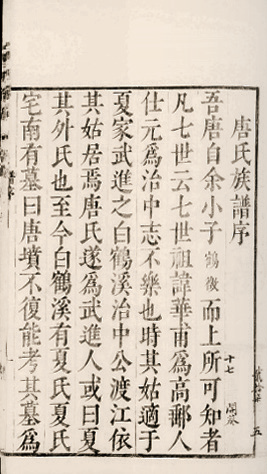 唐氏族譜序
吾唐自余小子鶴徵而上所可知者
凡七世云七世祖諱華甫爲高郵人
仕元爲治中志不樂也時其姑適于
夏家武進之白鶴溪治中公渡江依
其姑居焉唐氏遂爲武進人或曰夏
其外氏也至今白鶴溪有夏氏夏氏
宅南有墓曰唐墳不復能考其墓爲
十七
五